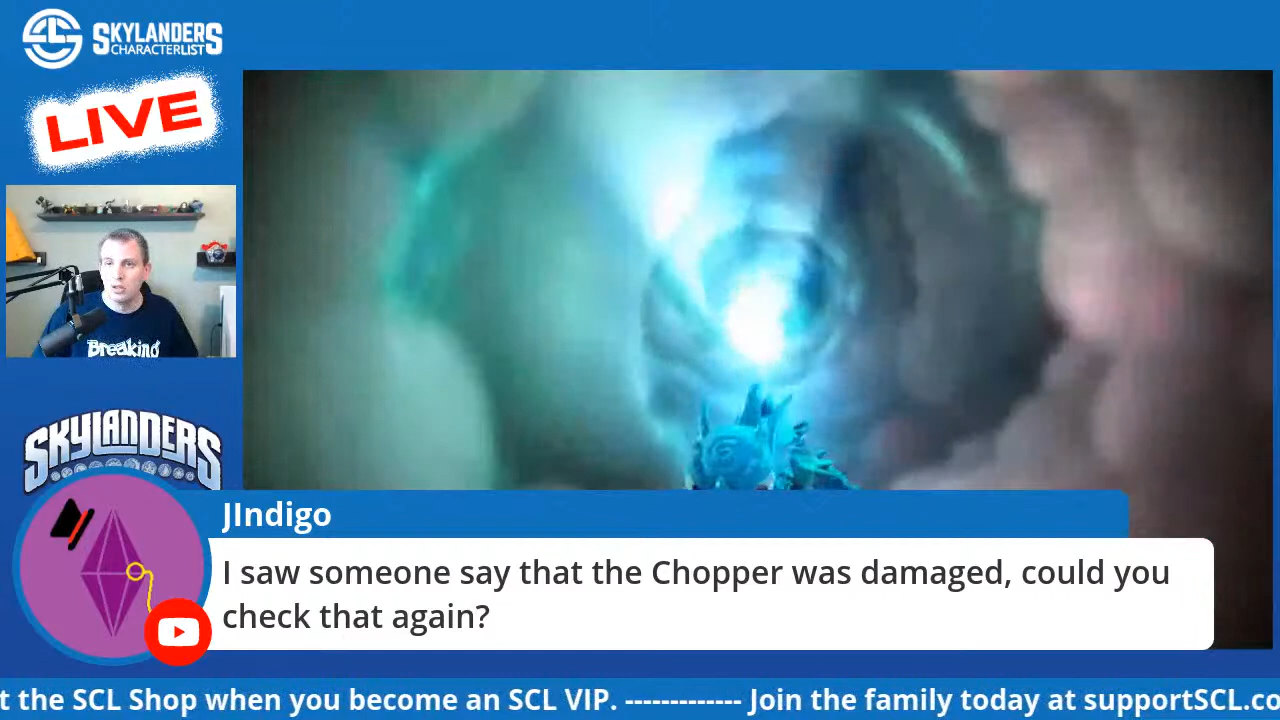 SKYLANDERS
CHARACTERLIST
LIVE
Breaking
SKYLANDERS
JIndigo
I saw someone say that the Chopper was damaged, could you
check that again?
t the SCL Shop when you become an SCL VIP. ------------- Join the family today at supportSCL.co